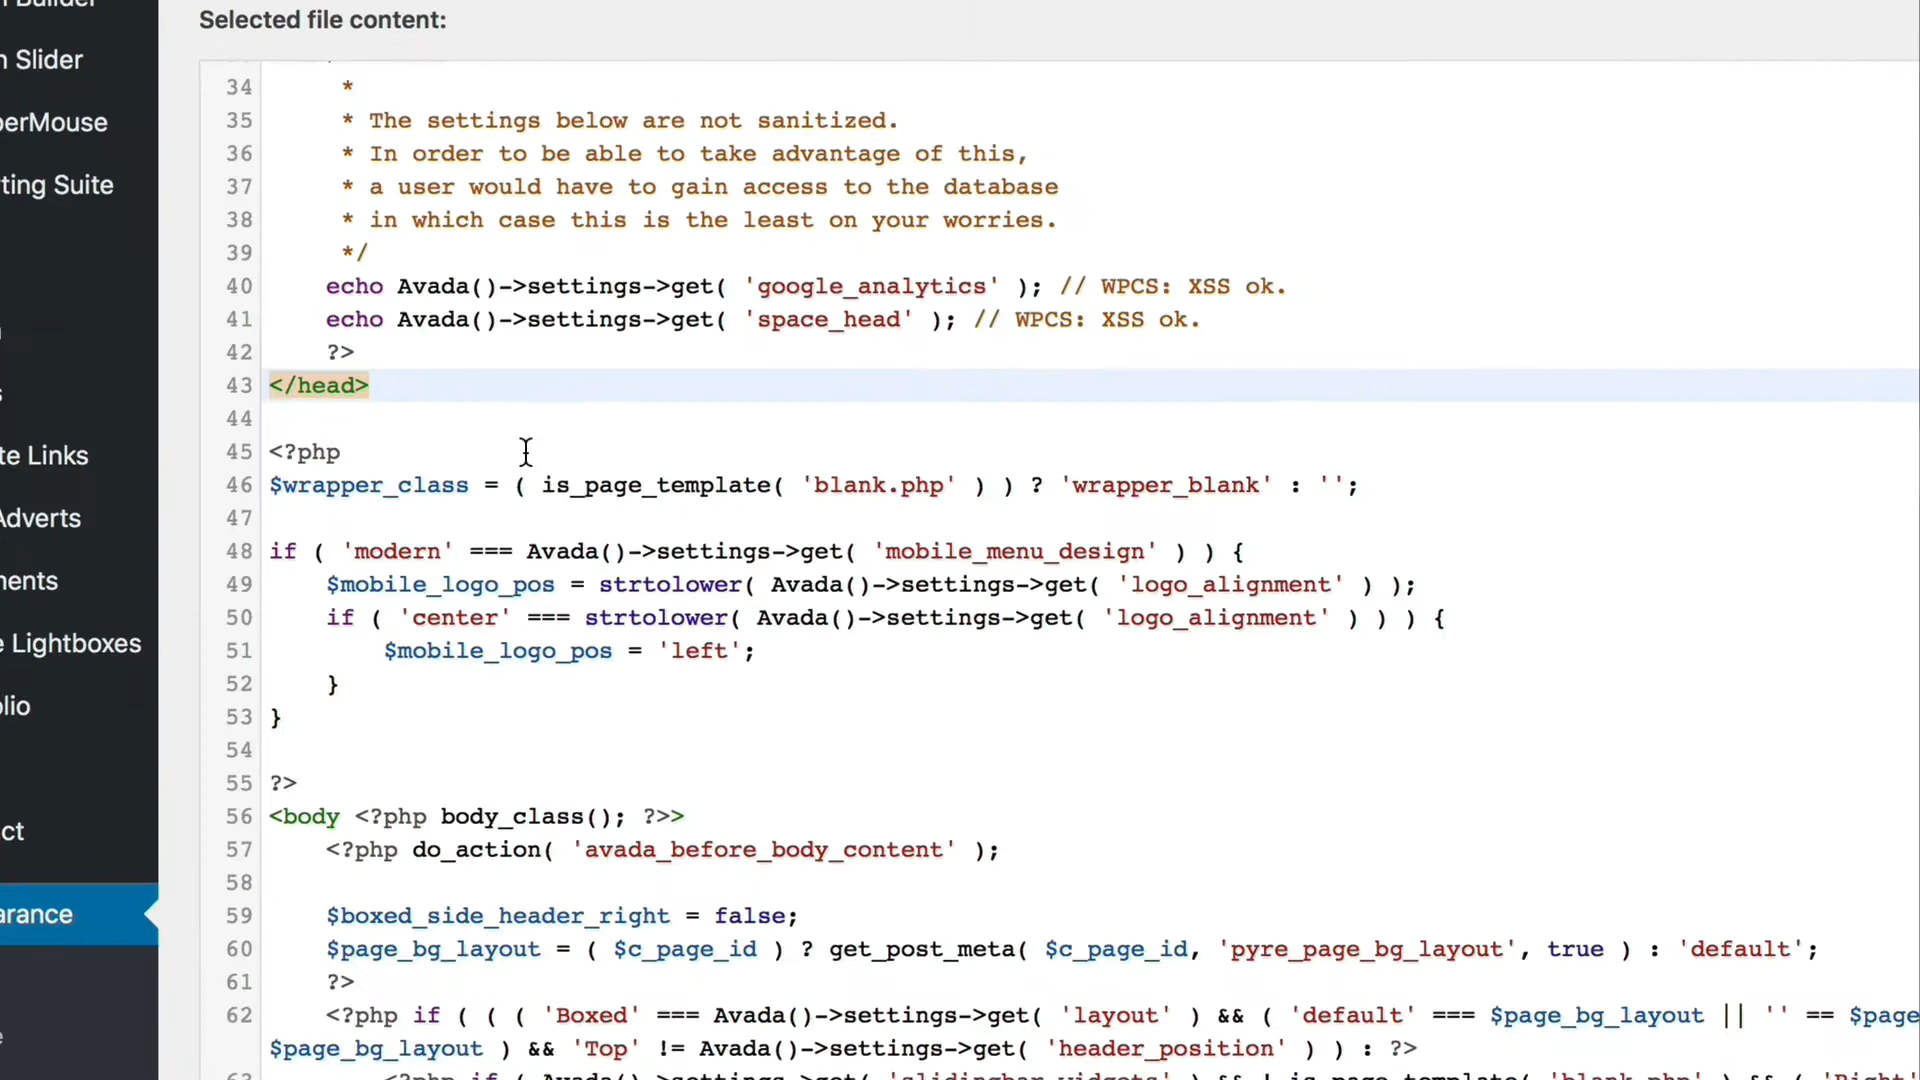 Selected file content:
Slider
perMouse
ting Suite
te Links
Adverts
nents
e Lightboxes
olio
ct
arance
34 *
35 * The settings below are not sanitized.
36 * In order to be able to take advantage of this,
37 * a user would have to gain access to the database
38 * in which case this is the least on your worries.
39 */
40 echo Avada()->settings->get( 'google_analytics' ); // WPCS: XSS ok.
41 echo Avada()->settings->get( 'space_head' ); // WPCS: XSS ok.
42 ?>
43 </head>
44
45 <?php
46 $wrapper_class = ( is_page_template( 'blank.php' ) ) ? 'wrapper_blank' : '';
47
48 if ( 'modern' === Avada()->settings->get( 'mobile_menu_design' ) ) {
49 $mobile_logo_pos = strtolower( Avada()->settings->get( 'logo_alignment' ) );
50 if ( 'center' === strtolower( Avada()->settings->get( 'logo_alignment' ) ) ) {
51 $mobile_logo_pos = 'left';
52 }
53 }
54
55 ?>
56 <body <?php body_class(); ?>>
57 <?php do_action( 'avada_before_body_content' );
58
59 $boxed_side_header_right = false;
60 $page_bg_layout = ( $c_page_id ) ? get_post_meta( $c_page_id, 'pyre_page_bg_layout', true ) : 'default';
61 ?>
62 <?php if ( ( ( 'Boxed' === Avada()->settings->get( 'layout' ) && ( 'default' === $page_bg_layout || '' == $page
$page_bg_layout ) && 'Top' != Avada()->settings->get( 'header_position' ) ) : ?>